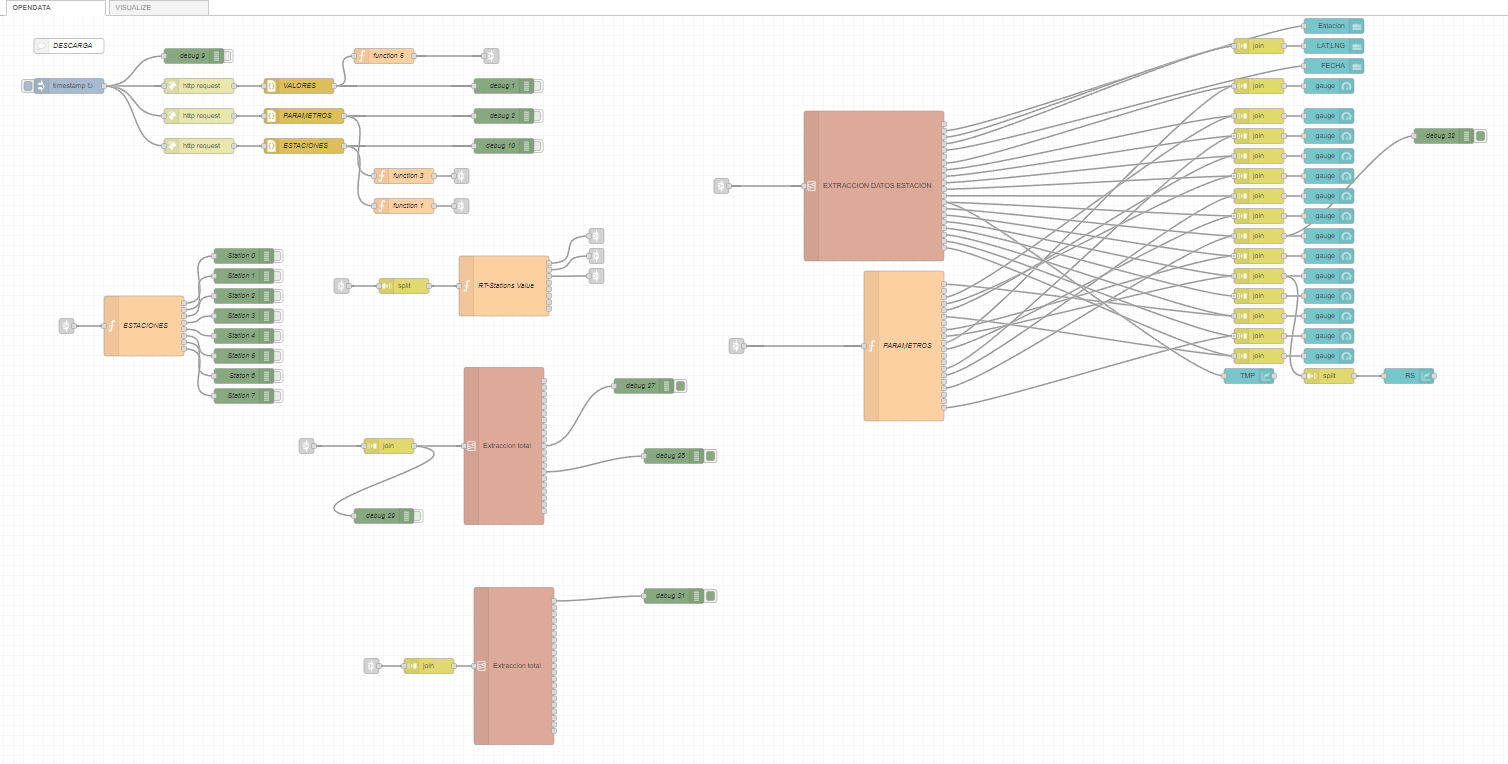 OPENDATA
VISUALIZE
DESCARGA
timestamp ↻
debug 9
http request
VALORES
function 5
debug 1
http request
PARAMETROS
debug 2
http request
ESTACIONES
debug 10
function 3
function 1
ESTACIONES
Station 0
Station 1
Station 2
Station 3
Station 4
Station 5
Staton 6
Station 7
split
RT-Stations Value
join
debug 29
Extraccion total
debug 27
debug 26
join
Extraccion total
debug 31
EXTRACCION DATOS ESTACION
PARAMETROS
Estacion
join
LAT;LNG
FECHA
join
gauge
join
gauge
join
gauge
debug 32
join
gauge
join
gauge
join
gauge
join
gauge
join
gauge
join
gauge
join
gauge
join
gauge
join
gauge
join
gauge
join
gauge
TMP
split
RS